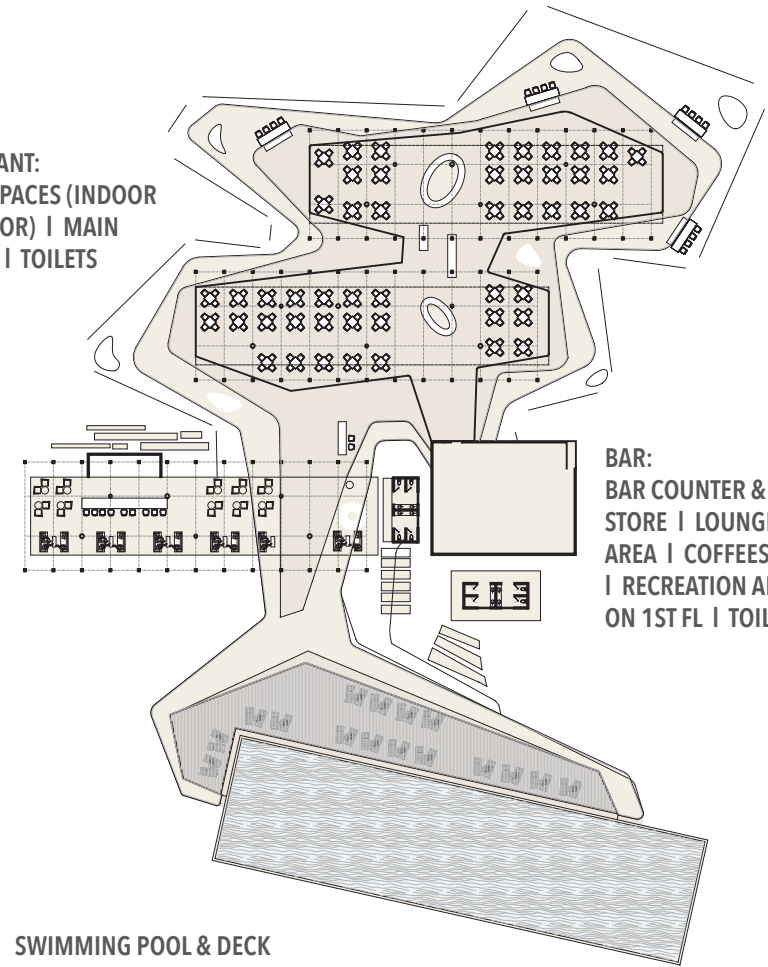 ANT:
PACES (INDOOR
OR) | MAIN
| TOILETS
BAR:
BAR COUNTER &
STORE | LOUNG
AREA | COFFEES
| RECREATION A
ON 1ST FL | TOIL
SWIMMING POOL & DECK